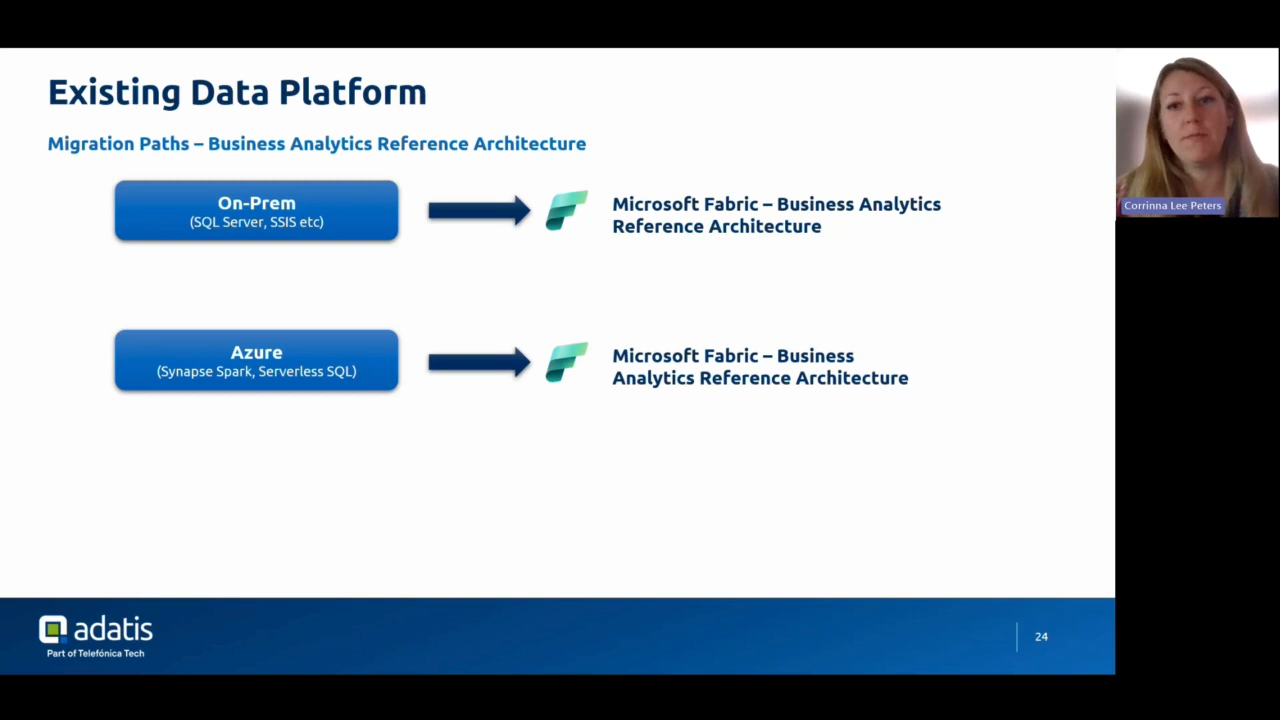 Existing Data Platform
Migration Paths – Business Analytics Reference Architecture
On-Prem
(SQL Server, SSIS etc)
Microsoft Fabric – Business Analytics
Reference Architecture
Azure
(Synapse Spark, Serverless SQL)
Microsoft Fabric – Business
Analytics Reference Architecture
Corrinna Lee Peters
adatis
Part of Telefónica Tech
24